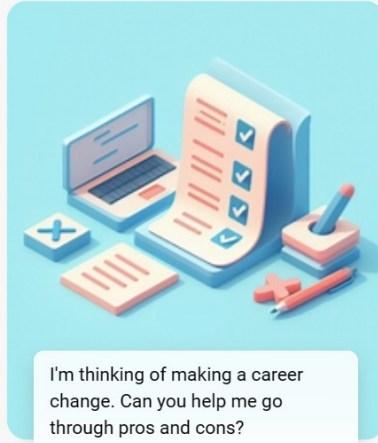 I'm thinking of making a career
change. Can you help me go
through pros and cons?